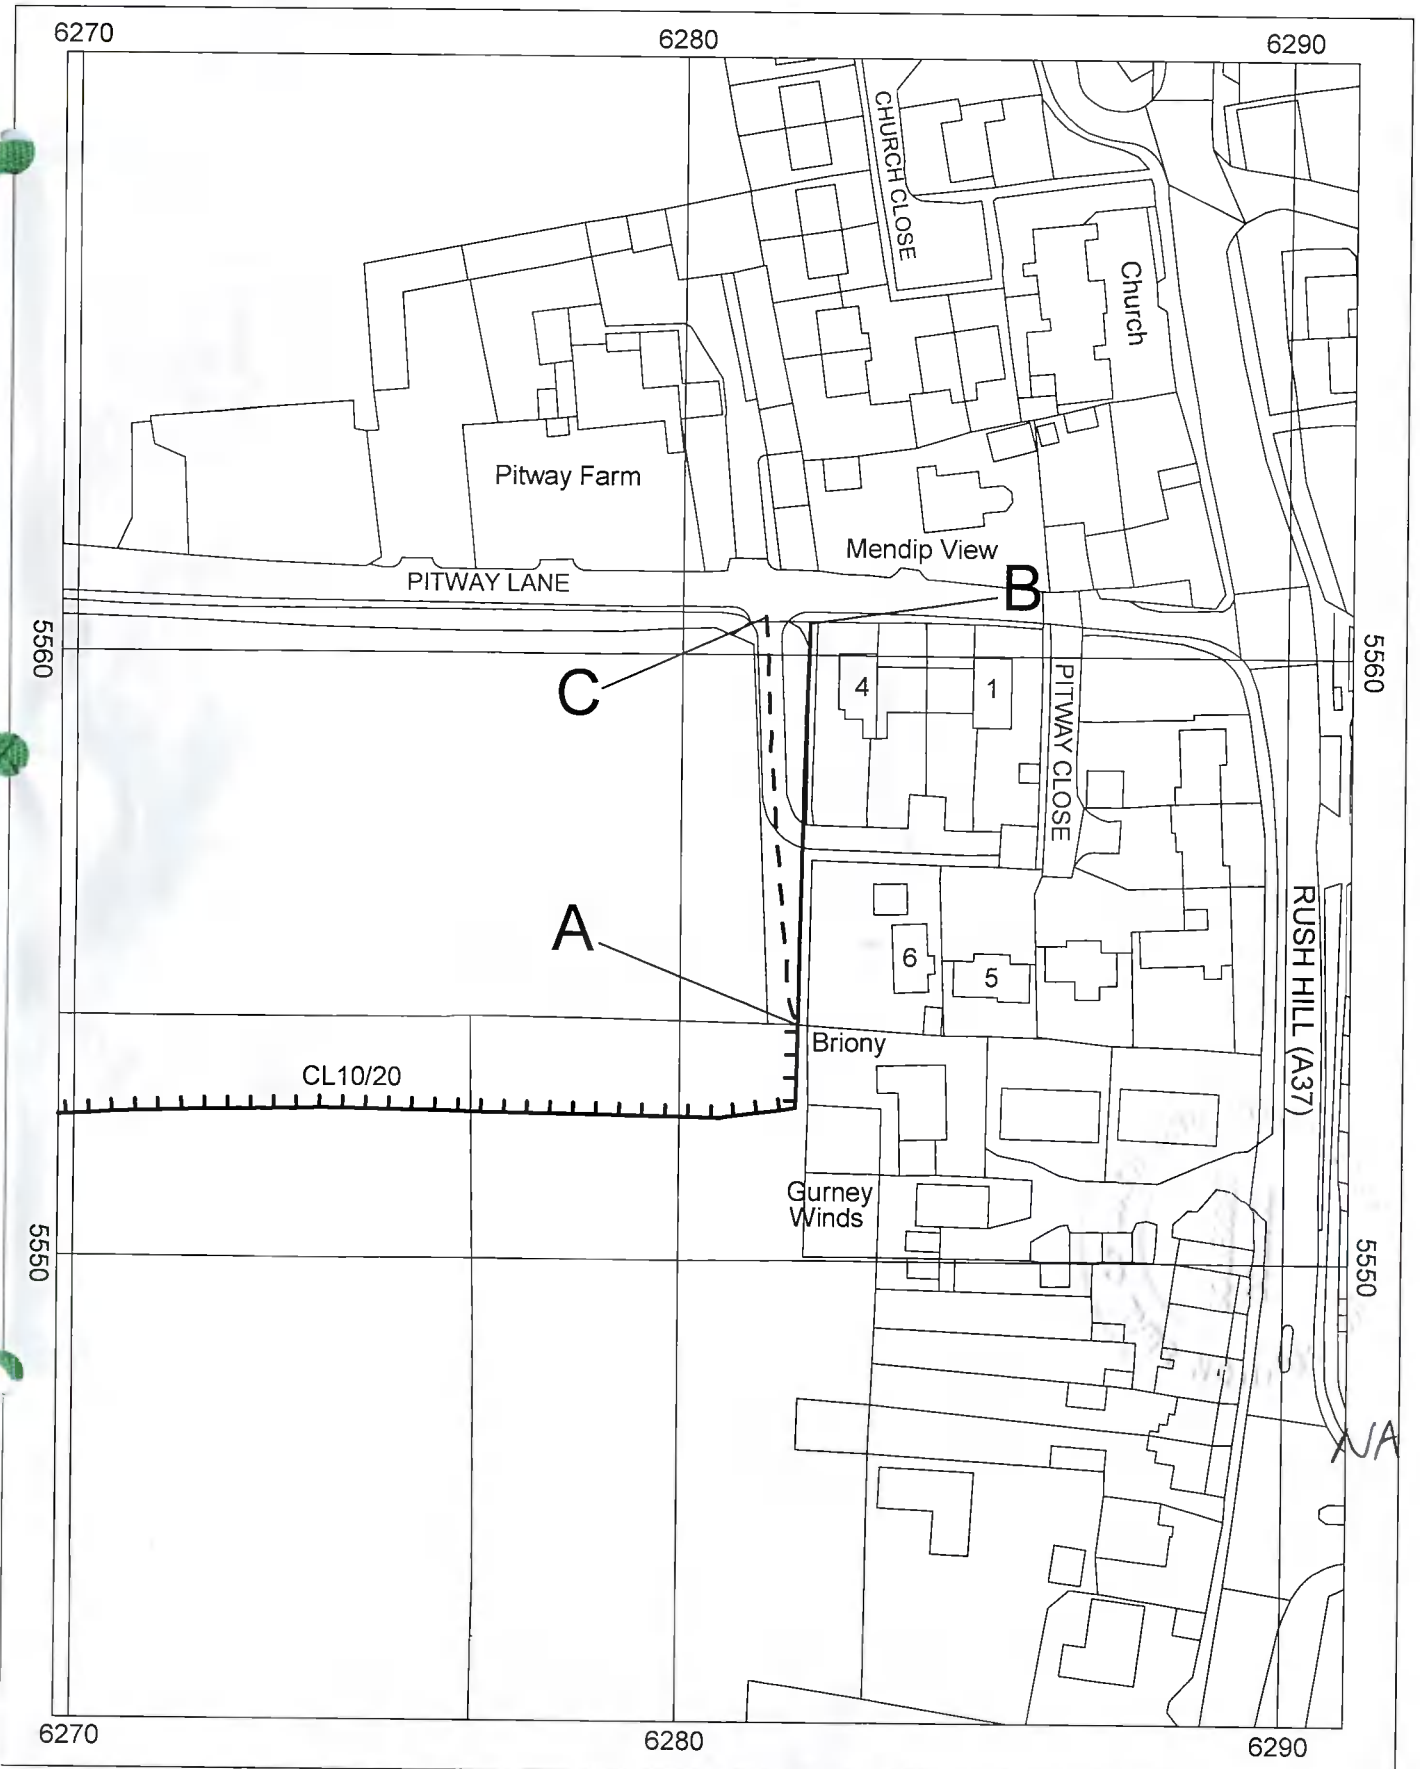 6270
6280
6290
CHURCH CLOSE
Church
Pitway Farm
Mendip View
PITWAY LANE
B
5560
5560
C
4
1
PITWAY CLOSE
A
6
5
RUSH HILL (A37)
Briony
CL10/20
Gurney
Winds
5550
5550
NA
6270
6280
6290